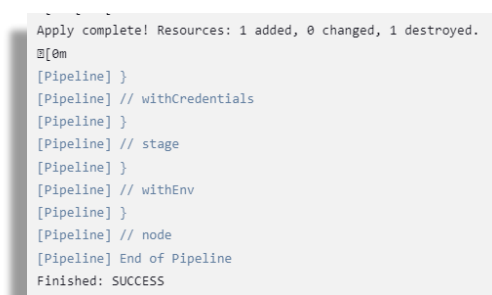 Apply complete! Resources: 1 added, 0 changed, 1 destroyed.
[0m
[Pipeline] }
[Pipeline] // withCredentials
[Pipeline] }
[Pipeline] // stage
[Pipeline] }
[Pipeline] // withEnv
[Pipeline] }
[Pipeline] // node
[Pipeline] End of Pipeline
Finished: SUCCESS